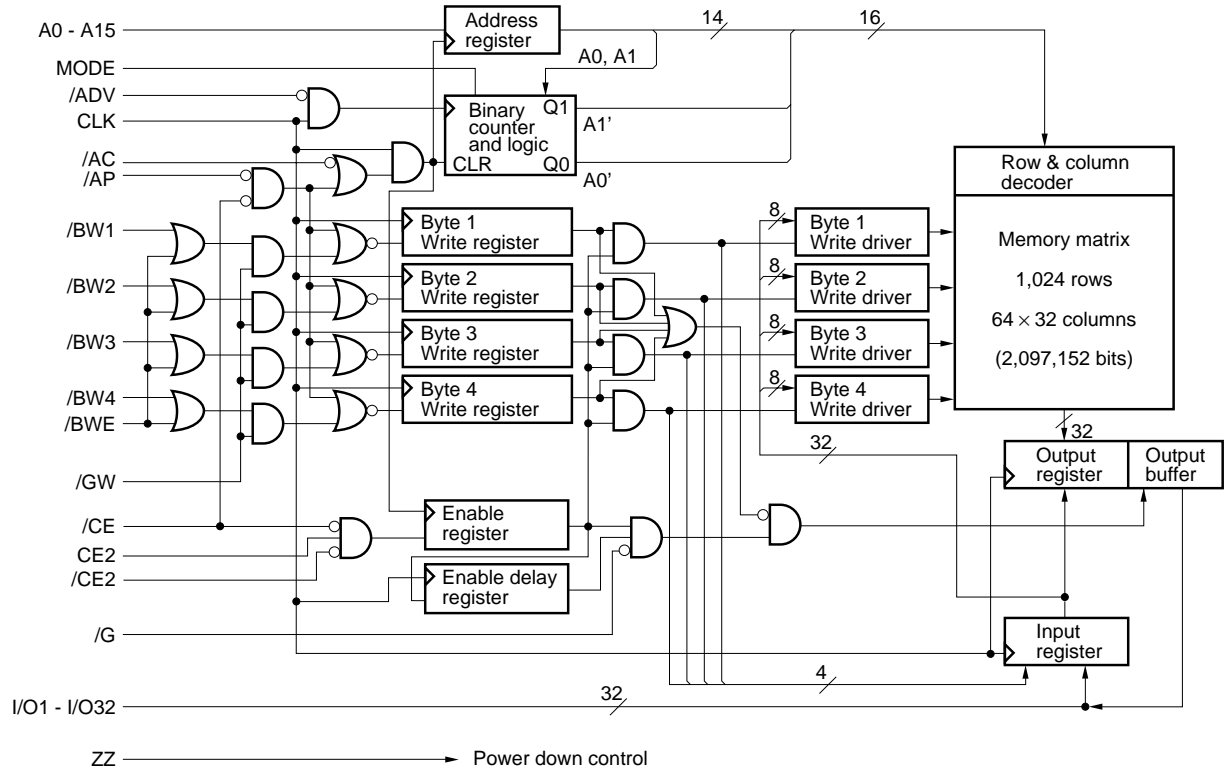 A0 - A15
Address
register
14
16
A0, A1
MODE
/ADV
CLK
Binary
counter
and logic
Q1
A1’
CLR
Q0
A0’
/AC
/AP
Row & column
decoder
/BW1
Byte 1
Write register
8
Byte 1
Write driver
Memory matrix
1,024 rows
64 × 32 columns
(2,097,152 bits)
/BW2
Byte 2
Write register
8
Byte 2
Write driver
/BW3
Byte 3
Write register
8
Byte 3
Write driver
/BW4
Byte 4
Write register
8
Byte 4
Write driver
/BWE
32
32
Output
register
Output
buffer
/GW
/CE
Enable
register
CE2
/CE2
Enable delay
register
/G
Input
register
4
I/O1 - I/O32
32
ZZ
Power down control